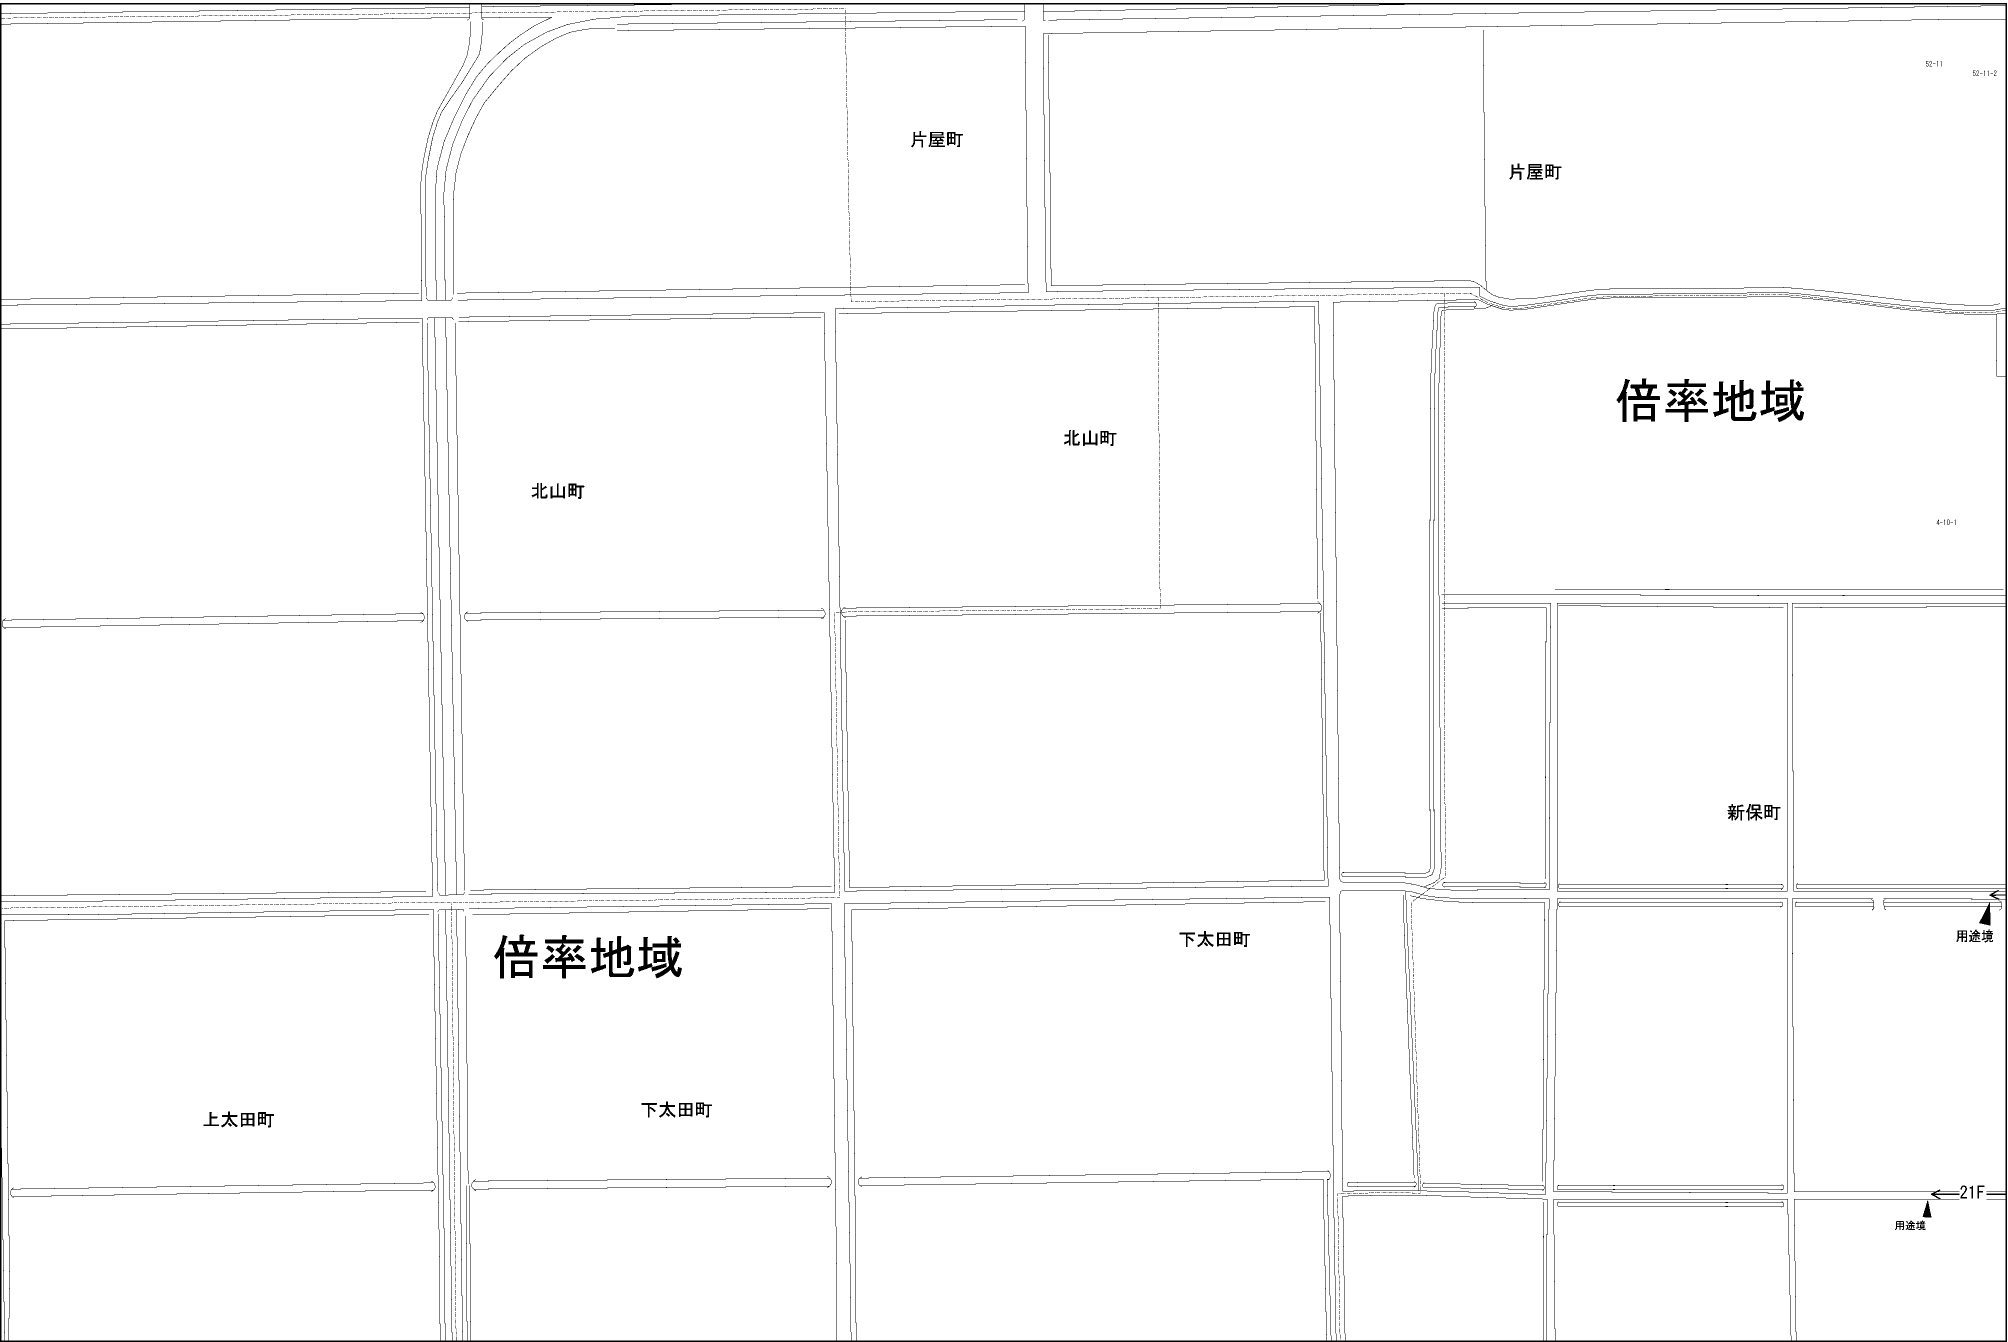 52-11
52-11-2
片屋町
片屋町
倍率地域
北山町
北山町
4-10-1
新保町
用途境
下太田町
倍率地域
上太田町
下太田町
21F
用途境